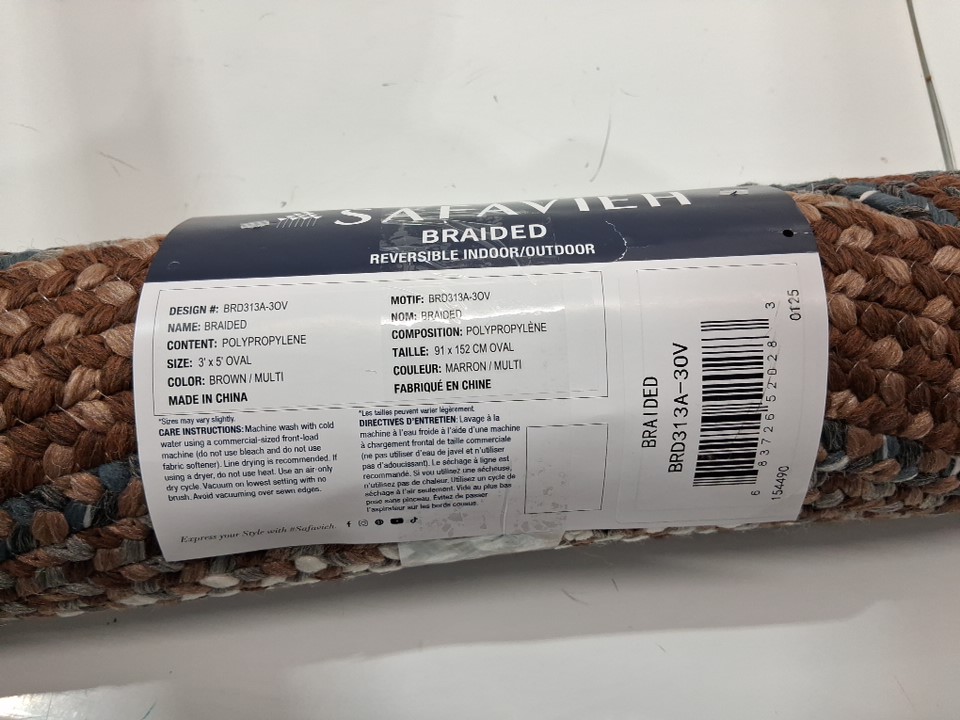 SAFAVIEH
BRAIDED
REVERSIBLE INDOOR/OUTDOOR
DESIGN #: BRD313A-3OV
NAME: BRAIDED
CONTENT: POLYPROPYLENE
SIZE: 3' x 5' OVAL
COLOR: BROWN / MULTI
MADE IN CHINA
*Sizes may vary slightly.
CARE INSTRUCTIONS: Machine wash with cold
water using a commercial-sized front-load
machine (do not use bleach and do not use
fabric softener). Line drying is recommended. If
using a dryer, do not use heat. Use an air only
dry cycle. Vacuum on lowest setting with no
brush. Avoid vacuuming over sewn edges.
Express your Style with #Safavieh.
MOTIF: BRD313A-3OV
NOM: BRAIDED
COMPOSITION: POLYPROPYLÈNE
TAILLE: 91 x 152 CM OVAL
COULEUR: MARRON / MULTI
FABRIQUÉ EN CHINE
*Les tailles peuvent varier légèrement.
DIRECTIVES D'ENTRETIEN: Lavage à la
machine à l'eau froide à l'aide d'une machine
à chargement frontal de taille commerciale
(ne pas utiliser d'eau de javel et n'utiliser
pas d'adoucissant). Le séchage à ligne est
recommandé. Si vous utilisez une sécheuse,
n'utilisez pas de chaleur. Utilisez un cycle de
séchage à l'air seulement. Vide au plus bas
pose sans pinceau. Évitez de passer
l'aspirateur sur les bords cousus.
BRAIDED
BRD313A-3OV
6 83726 52028 3
154490
0125